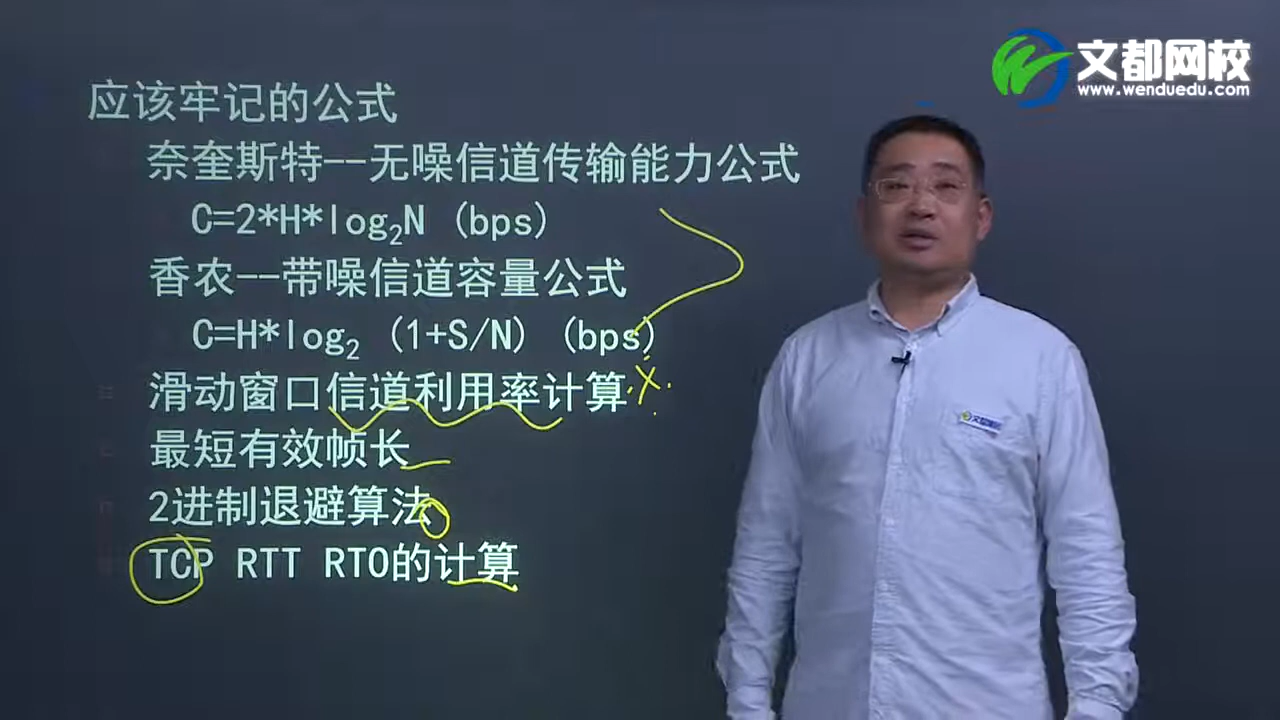 文都网校
www.wenduedu.com
应该牢记的公式
奈奎斯特--无噪信道传输能力公式
C=2*H*log₂N (bps)
香农--带噪信道容量公式
C=H*log₂ (1+S/N) (bps)
滑动窗口信道利用率计算
最短有效帧长
2进制退避算法
TCP RTT RTO的计算